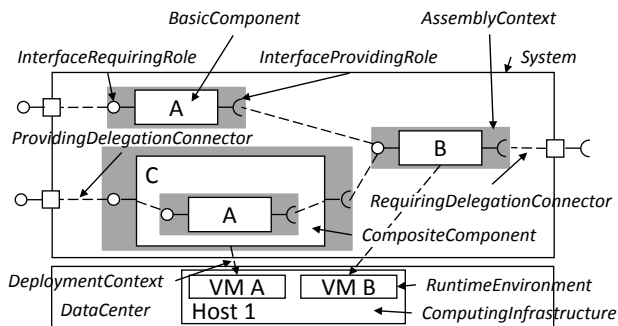 BasicComponent
AssemblyContext
InterfaceRequiringRole
InterfaceProvidingRole
System
A
ProvidingDelegationConnector
B
C
A
RequiringDelegationConnector
CompositeComponent
DeploymentContext
VM A
VM B
RuntimeEnvironment
DataCenter
Host 1
ComputingInfrastructure